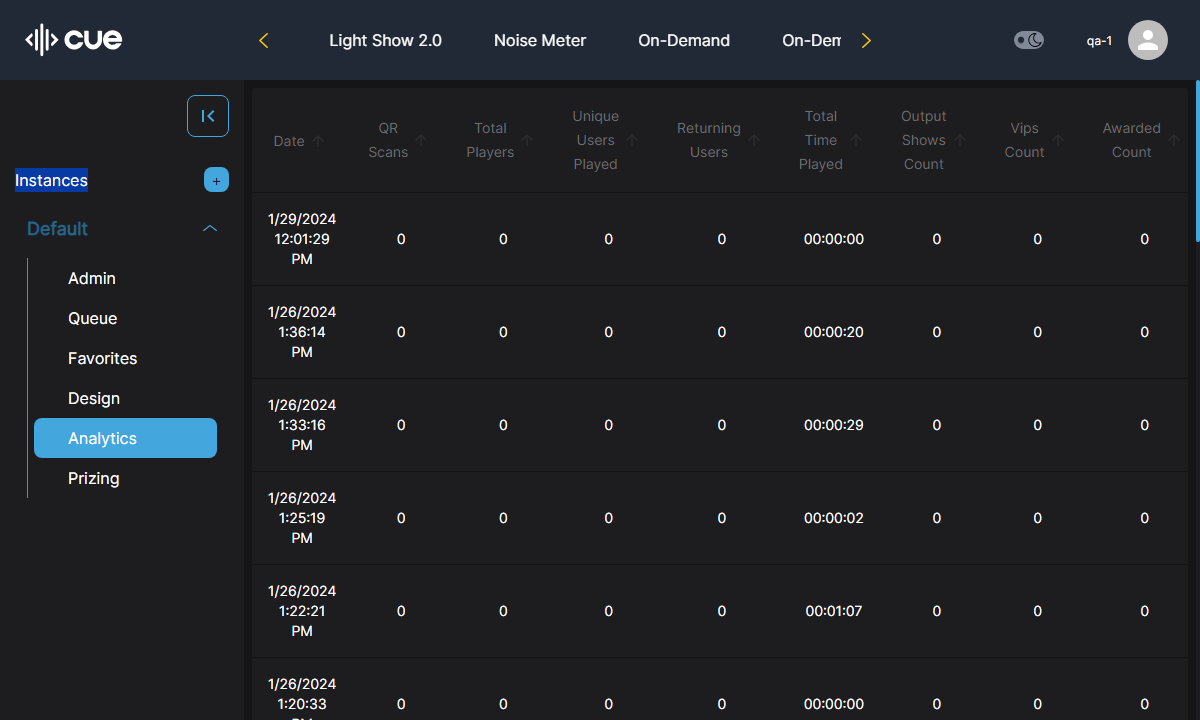 cue
Light Show 2.0
Noise Meter
On-Demand
On-Dem
qa-1
Instances
+
Default
Admin
Queue
Favorites
Design
Analytics
Prizing
Date
QR
Scans
Total
Players
Unique
Users
Played
Returning
Users
Total
Time
Played
Output
Shows
Count
Vips
Count
Awarded
Count
1/29/2024
12:01:29
PM
0
0
0
0
00:00:00
0
0
0
1/26/2024
1:36:14
PM
0
0
0
0
00:00:20
0
0
0
1/26/2024
1:33:16
PM
0
0
0
0
00:00:29
0
0
0
1/26/2024
1:25:19
PM
0
0
0
0
00:00:02
0
0
0
1/26/2024
1:22:21
PM
0
0
0
0
00:01:07
0
0
0
1/26/2024
1:20:33
PM
0
0
0
0
00:00:00
0
0
0